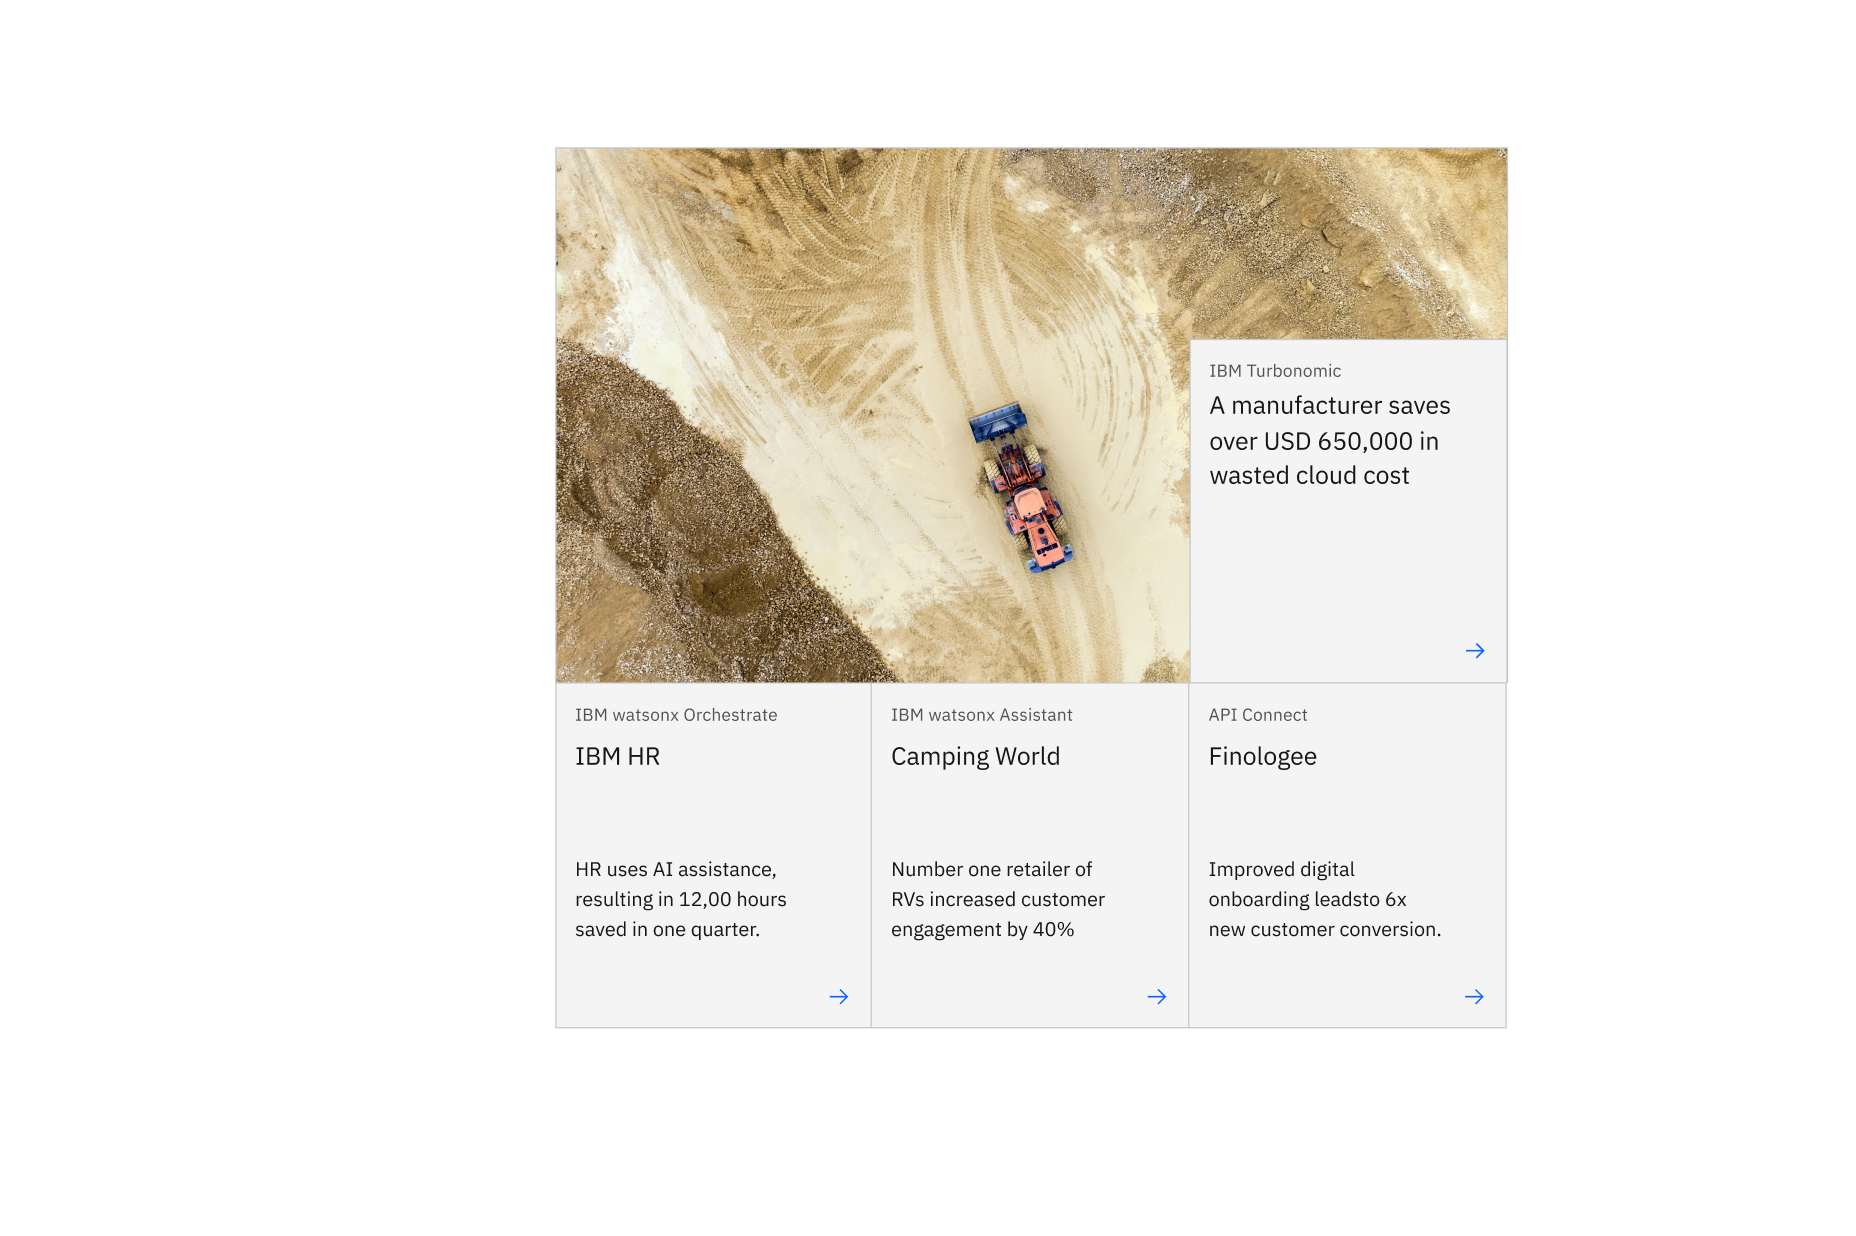 IBM Turbonomic
A manufacturer saves
over USD 650,000 in
wasted cloud cost
IBM watsonx Orchestrate
IBM HR
HR uses AI assistance,
resulting in 12,00 hours
saved in one quarter.
IBM watsonx Assistant
Camping World
Number one retailer of
RVs increased customer
engagement by 40%
API Connect
Finologee
Improved digital
onboarding leadsto 6x
new customer conversion.